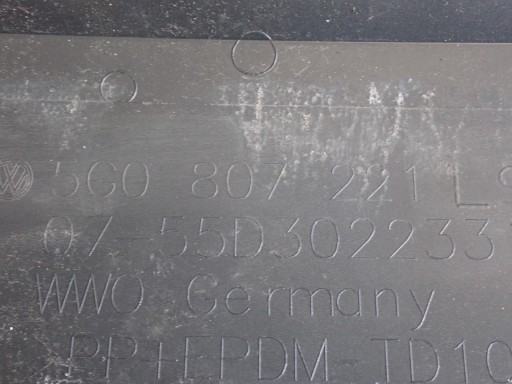 5G0 807 221 L
07-55D302233
WWO Germany
>PP+EPDM-TD10